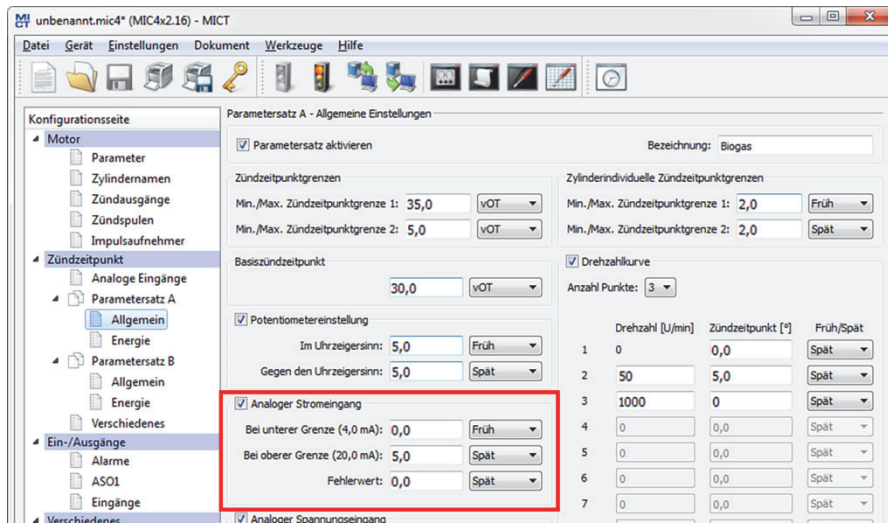 unbenannt.mic4* (MIC4x2.16) - MICT
Datei Gerät Einstellungen Dokument Werkzeuge Hilfe
Konfigurationsseite
Motor
Parameter
Zylindernamen
Zündausgänge
Zündspulen
Impulsaufnehmer
Zündzeitpunkt
Analoge Eingänge
Parametersatz A
Allgemein
Energie
Parametersatz B
Allgemein
Energie
Verschiedenes
Ein-/Ausgänge
Alarme
ASO1
Eingänge
Verschiedenes
Parametersatz A - Allgemeine Einstellungen
Parametersatz aktivieren
Bezeichnung: Biogas
Zündzeitpunktgrenzen
Min./Max. Zündzeitpunktgrenze 1: 35,0 vOT
Min./Max. Zündzeitpunktgrenze 2: 5,0 vOT
Zylinderindividuelle Zündzeitpunktgrenzen
Min./Max. Zündzeitpunktgrenze 1: 2,0 Früh
Min./Max. Zündzeitpunktgrenze 2: 2,0 Spät
Basiszündzeitpunkt
30,0 vOT
Potentiometereinstellung
Im Uhrzeigersinn: 5,0 Früh
Gegen den Uhrzeigersinn: 5,0 Spät
Analoger Stromeingang
Bei unterer Grenze (4,0 mA): 0,0 Früh
Bei oberer Grenze (20,0 mA): 5,0 Spät
Fehlerwert: 0,0 Spät
Analoger Spannungseingang
Drehzahlkurve
Anzahl Punkte: 3
Drehzahl [U/min] Zündzeitpunkt [°] Früh/Spät
1 0 0,0 Spät
2 50 5,0 Spät
3 1000 0 Spät
4 0 0,0 Spät
5 0 0,0 Spät
6 0 0,0 Spät
7 0 0,0 Spät